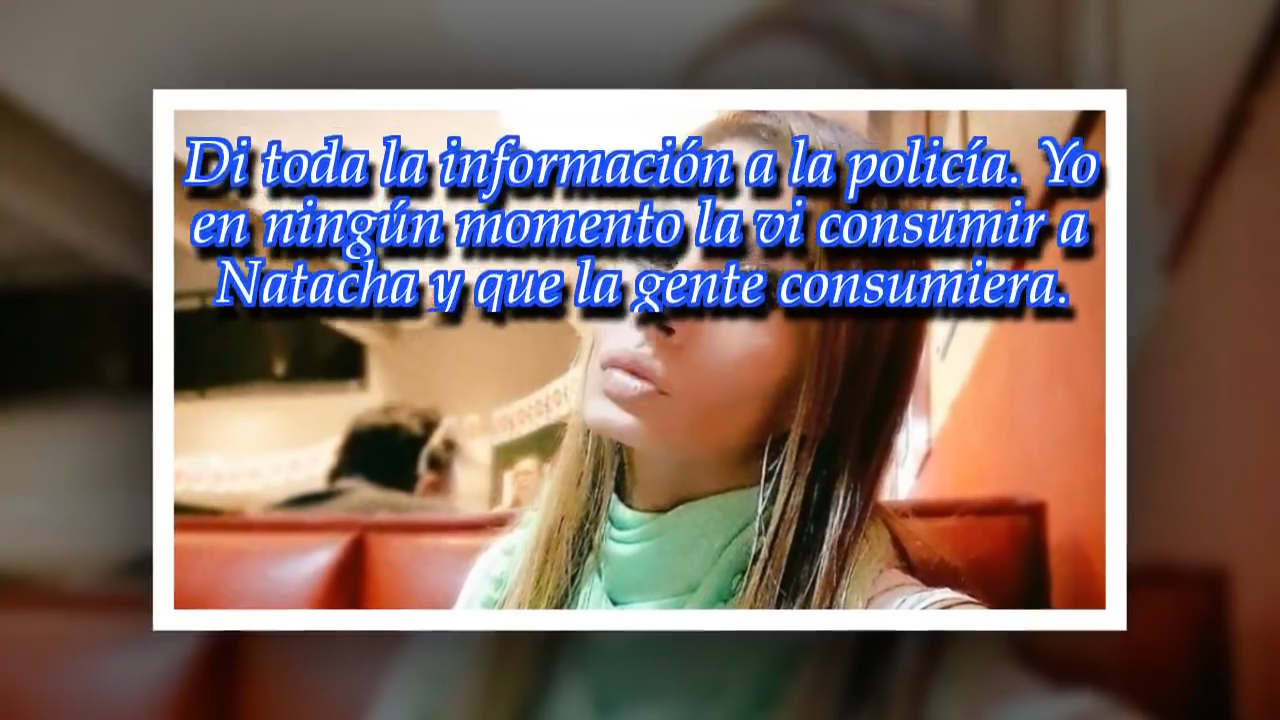 Di toda la información a la policía. Yo
en ningún momento la vi consumir a
Natacha y que la gente consumiera.